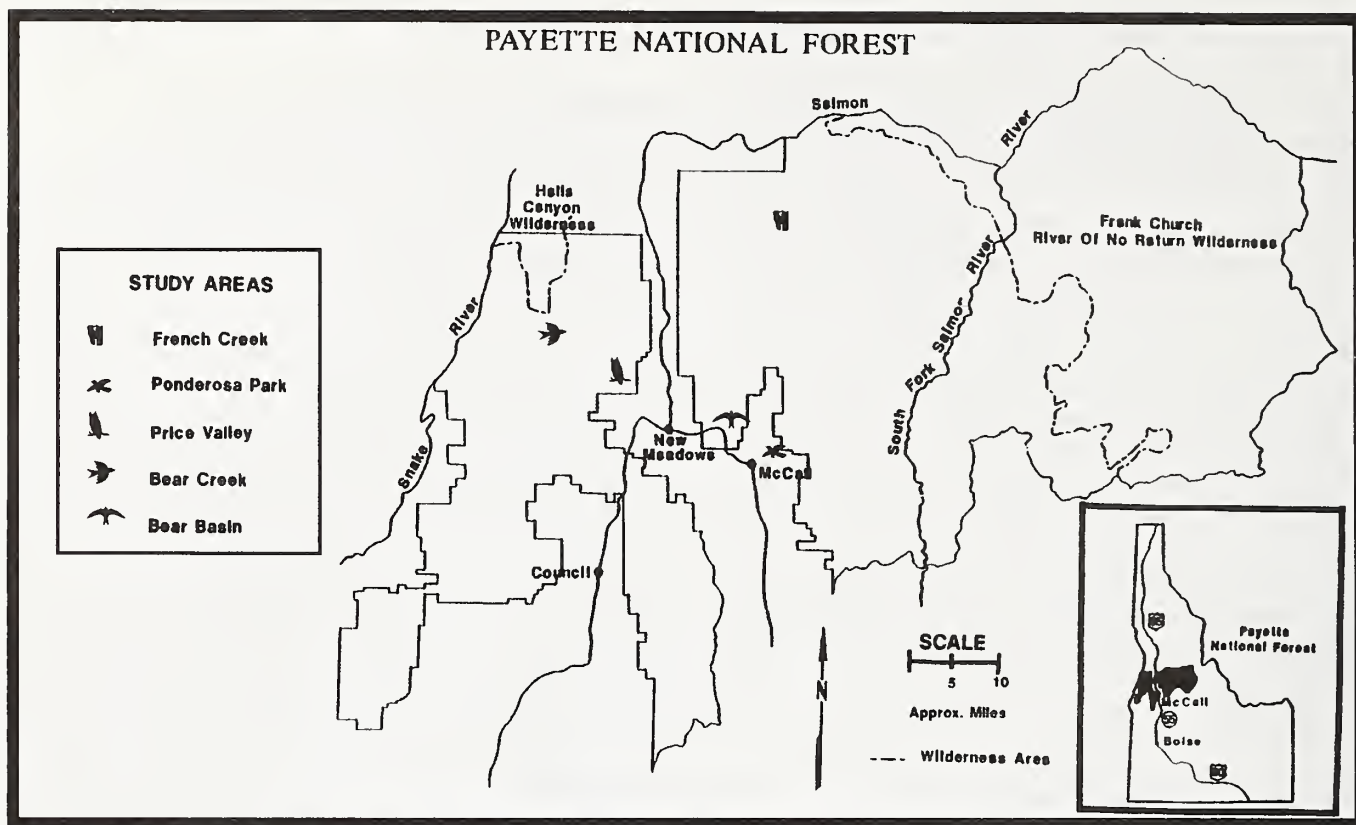 PAYETTE NATIONAL FOREST
Salmon
River
Hells
Canyon
Wilderness
Frank Church
River Of No Return Wilderness
STUDY AREAS
French Creek
Ponderosa Park
Price Valley
Bear Creek
Bear Basin
Snake
River
South
Fork Salmon
River
New
Meadows
McCall
Council
SCALE
5 10
Approx. Miles
Wilderness Area
N
Payette
National Forest
McCall
55
Boise